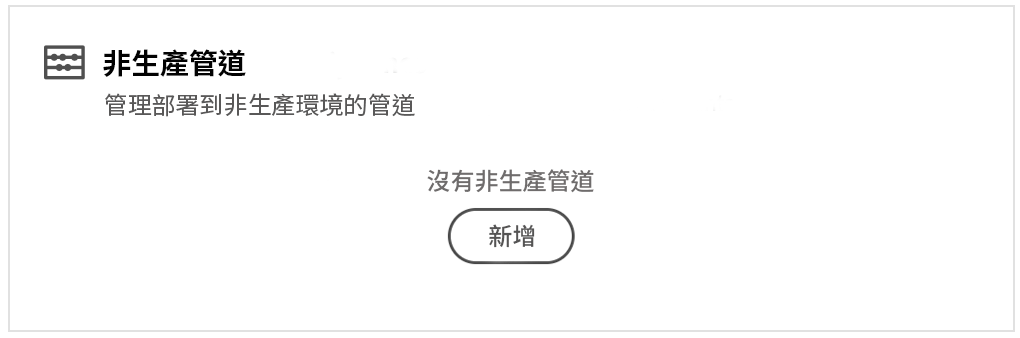 非生產管道
管理部署到非生產環境的管道
沒有非生產管道
新增